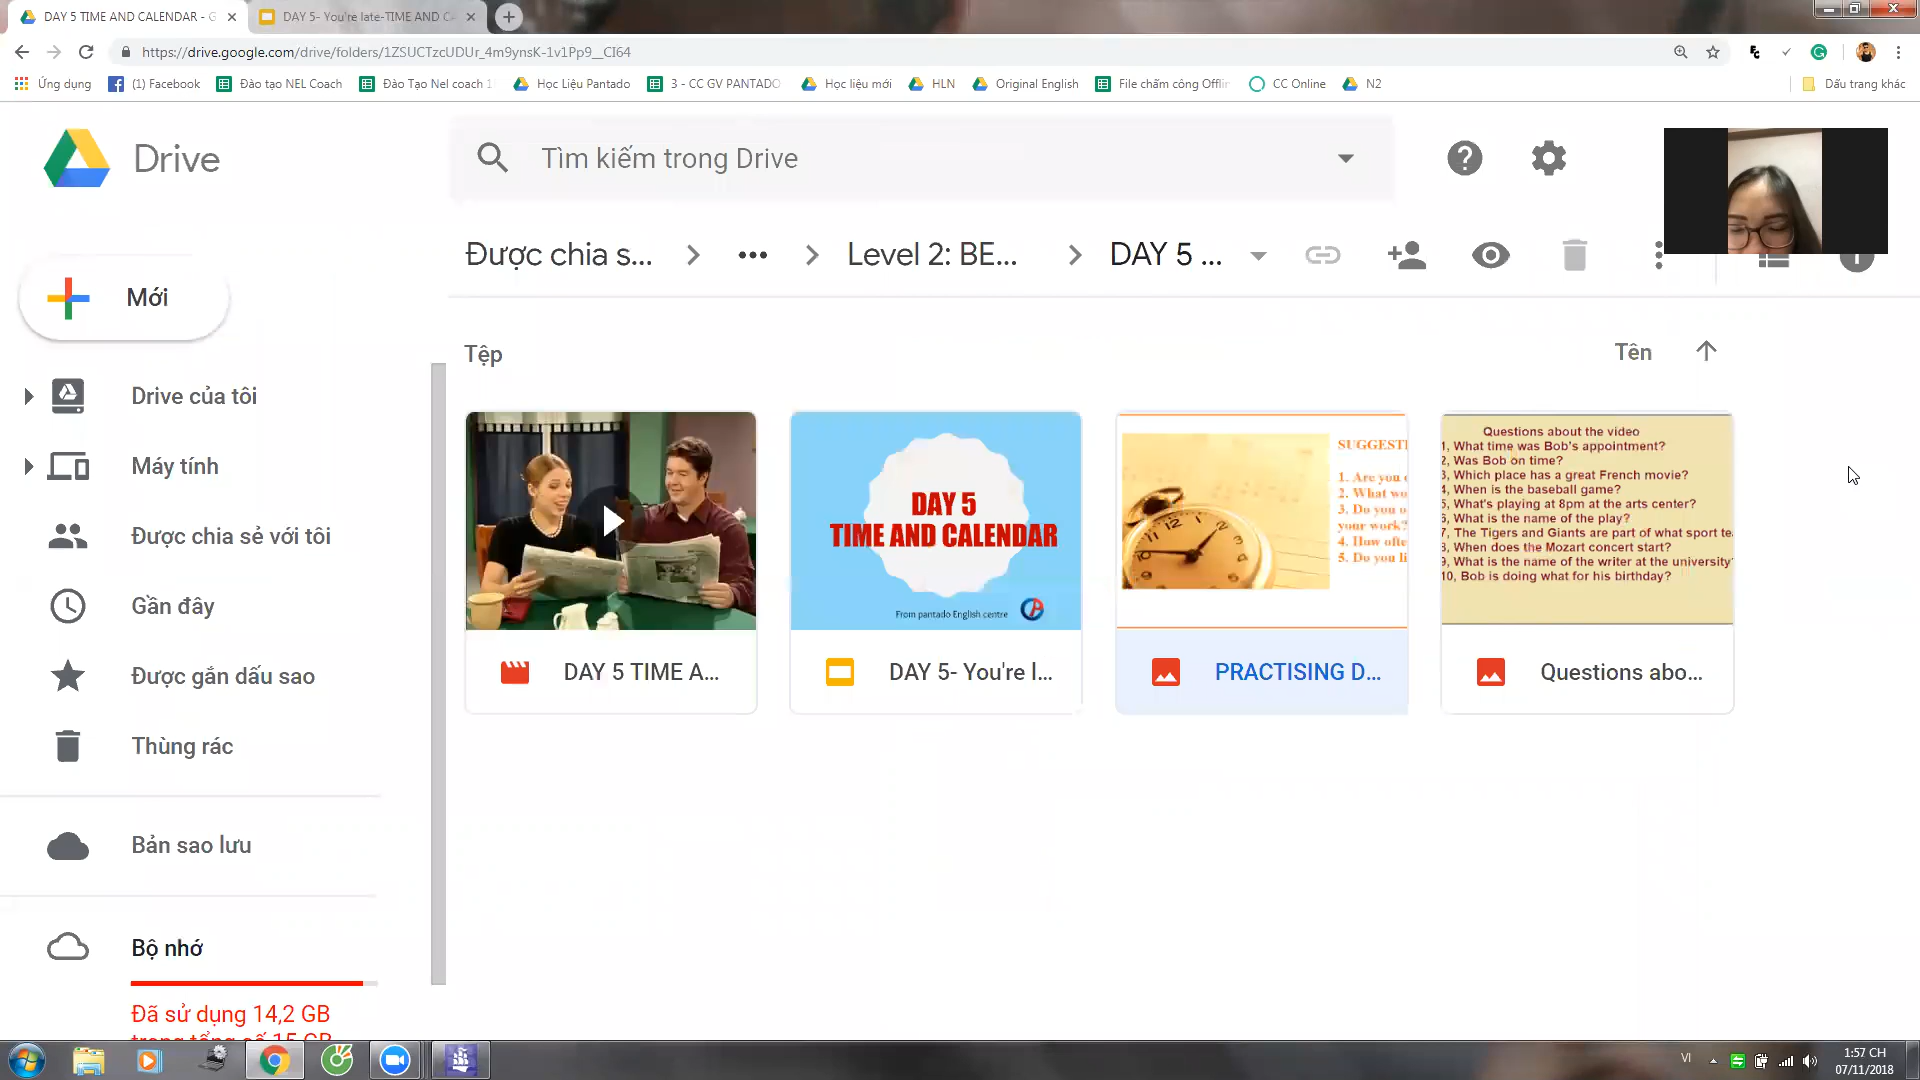 DAY 5 TIME AND CALENDAR - G
DAY 5- You're late-TIME AND CA
https://drive.google.com/drive/folders/1ZSUCTzcUDUr_4m9ynsK-1v1Pp9__CI64
Ứng dụng
(1) Facebook
Đào tạo NEL Coach
Đào Tạo Nel coach 1
Học Liệu Pantado
3 - CC GV PANTADO
Học liệu mới
HLN
Original English
File chấm công Offlin
CC Online
N2
Dấu trang khác
Drive
Tìm kiếm trong Drive
Được chia s...
Level 2: BE...
DAY 5 ...
Mới
Tệp
Tên
Drive của tôi
Máy tính
Được chia sẻ với tôi
Gần đây
Được gắn dấu sao
Thùng rác
Bản sao lưu
Bộ nhớ
Đã sử dụng 14,2 GB
trong tổng số 15 GB
DAY 5
TIME AND CALENDAR
From pantado English centre
SUGGESTI
1. Are you
2. What wo
3. Do you o
your work?
4. How ofte
5. Do you li
Questions about the video
1, What time was Bob's appointment?
2, Was Bob on time?
3, Which place has a great French movie?
4, When is the baseball game?
5, What's playing at 8pm at the arts center?
6, What is the name of the play?
7, The Tigers and Giants are part of what sport te
8, When does the Mozart concert start?
9, What is the name of the writer at the university
10, Bob is doing what for his birthday?
DAY 5 TIME A...
DAY 5- You're l...
PRACTISING D...
Questions abo...
VI
1:57 CH
07/11/2018